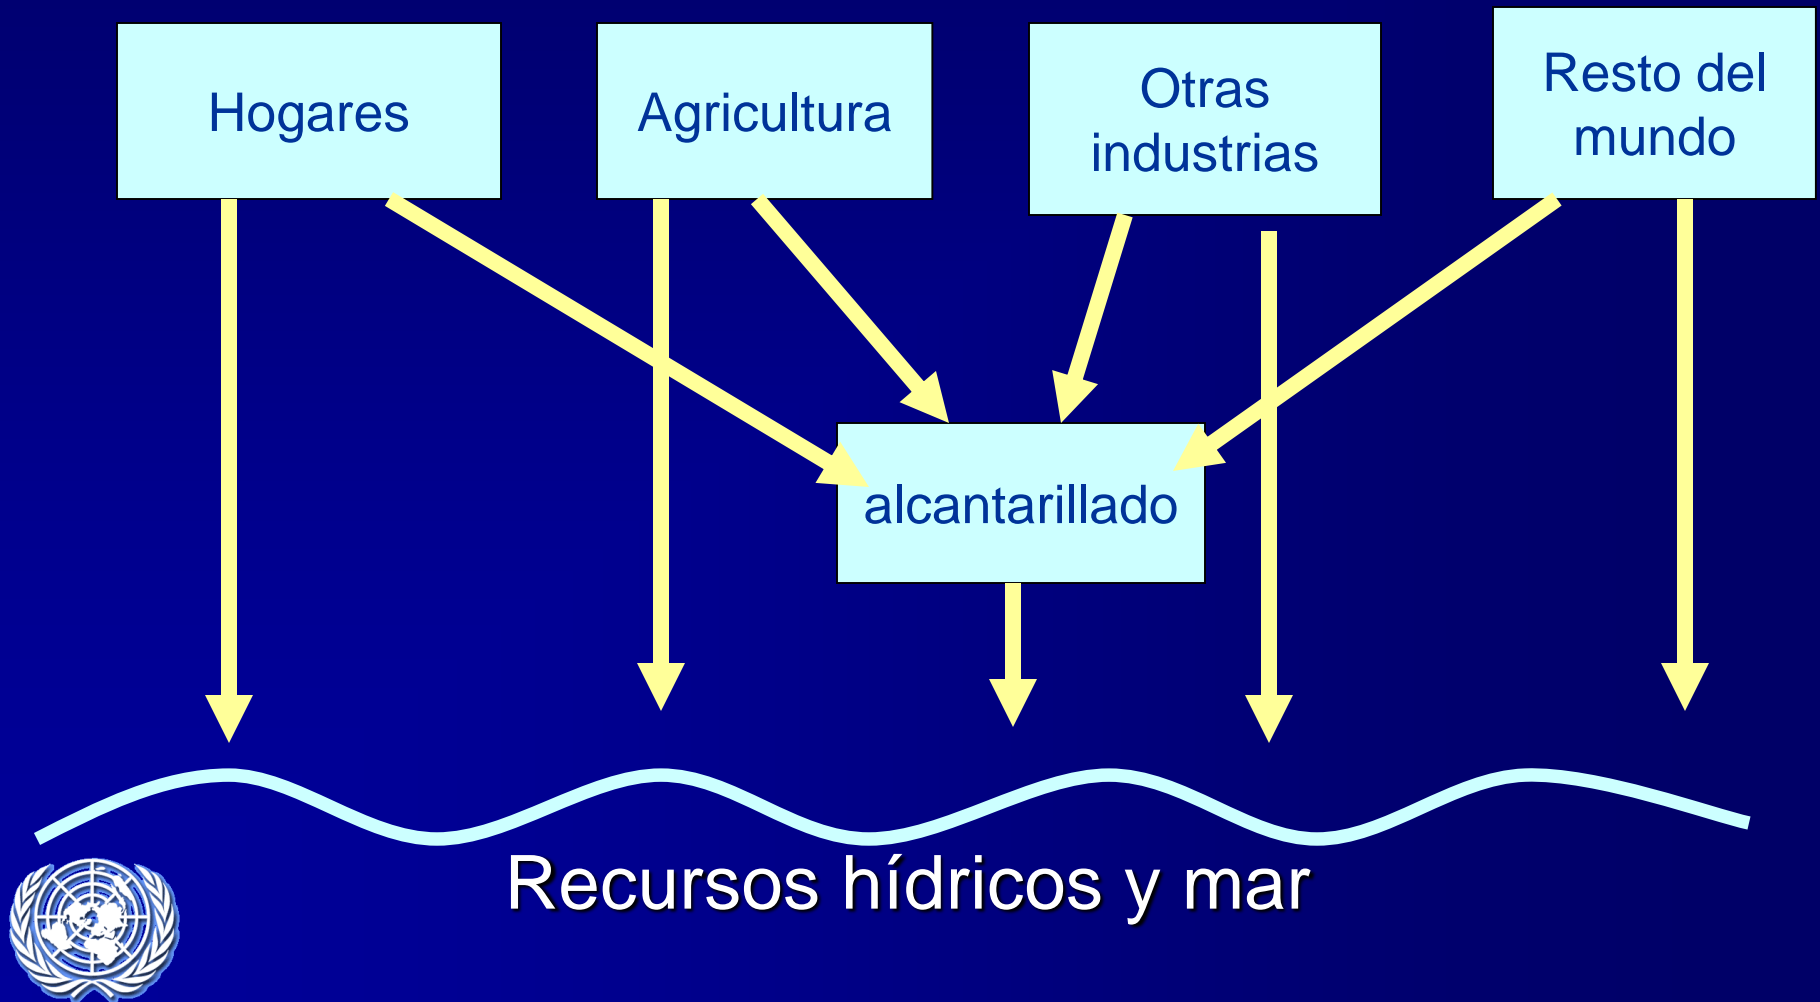 Hogares
Agricultura
Otras
industrias
Resto del
mundo
alcantarillado
Recursos hídricos y mar